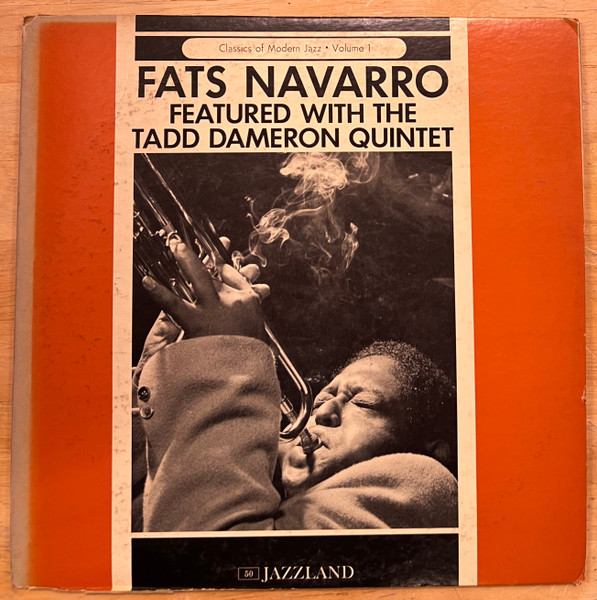 Classics of Modern Jazz • Volume 1
FATS NAVARRO
FEATURED WITH THE
TADD DAMERON QUINTET
50 JAZZLAND